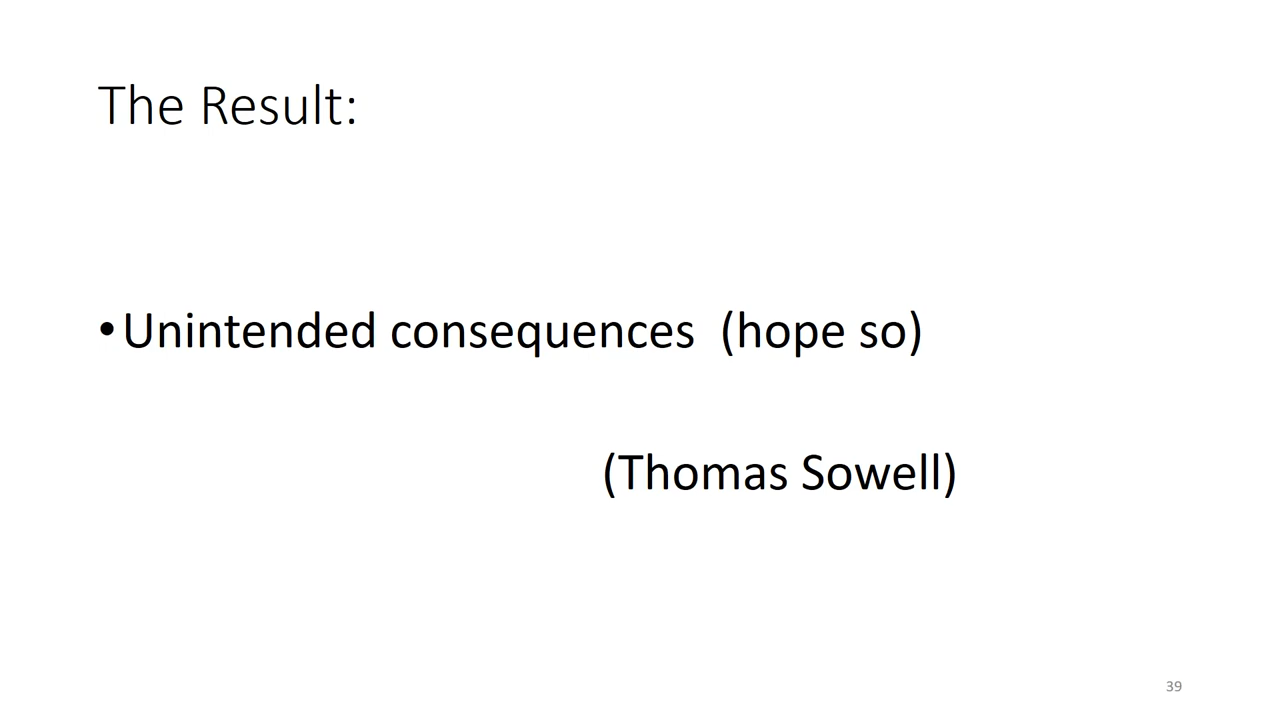 The Result:
•Unintended consequences  (hope so)
(Thomas Sowell)
39